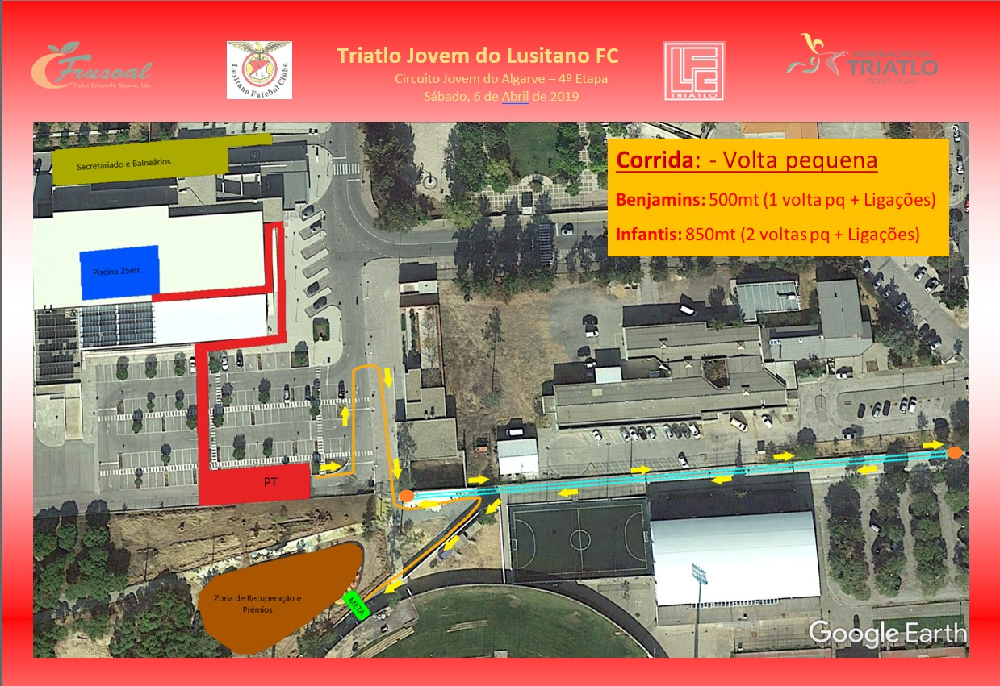 Frusoal
Frutas Sotavento Algarve, Lda.
Lusitano Futebol Clube
F.C.
Triatlo Jovem do Lusitano FC
Circuito Jovem do Algarve – 4º Etapa
Sábado, 6 de Abril de 2019
LFC
TRIATLO
FEDERAÇÃO DE
TRIATLO
PORTUGAL
Secretariado e Balneários
Corrida: - Volta pequena
Benjamins: 500mt (1 volta pq + Ligações)
Infantis: 850mt (2 voltas pq + Ligações)
Piscina 25mt
PT
Zona de Recuperação e
Prémios
META
Google Earth